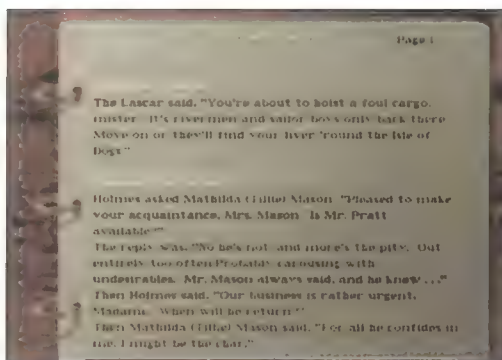 Page 1
The Lascar said, "You're about to hoist a foul cargo,
mister. It's rivermen and sailor boys only back there.
Move on or they'll find your liver 'round the Isle of
Dogs."
Holmes asked Mathilda (Tillie) Mason, "Pleased to make
your acquaintance, Mrs. Mason. Is Mr. Pratt
available?"
The reply was, "No he's not and more's the pity. Out
entirely too often Probably carousing with
undesirables. Mr. Mason always said, and he knew . . ."
Then Holmes said, "Our business is rather urgent,
Madame. When will he return?"
Then Mathilda (Tillie) Mason said, "For all he confides in
me, I might be the char."